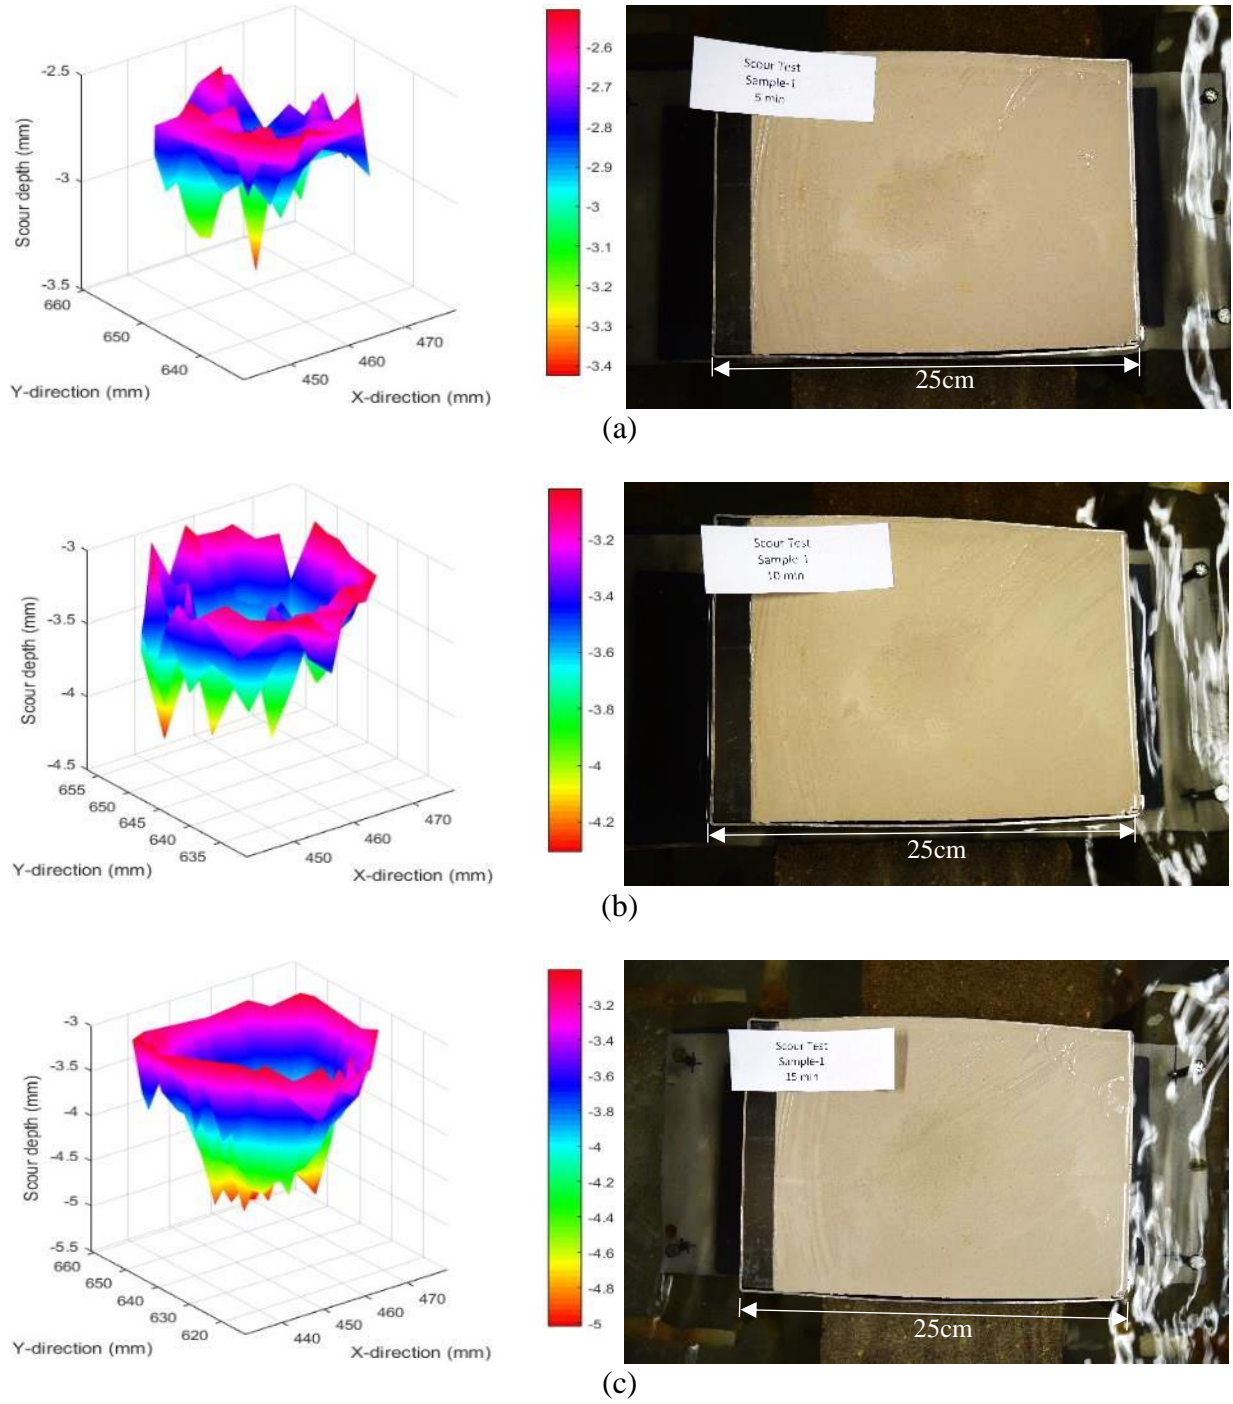 -2.5
-3
-3.5
Scour depth (mm)
660
650
640
Y-direction (mm)
450
460
470
X-direction (mm)
-2.6
-2.7
-2.8
-2.9
-3
-3.1
-3.2
-3.3
-3.4
Scour Test
Sample-1
5 min
25cm
(a)
-3
-3.5
-4
-4.5
Scour depth (mm)
655
650
645
640
635
Y-direction (mm)
450
460
470
X-direction (mm)
-3.2
-3.4
-3.6
-3.8
-4
-4.2
Scour Test
Sample-1
10 min
25cm
(b)
-3
-3.5
-4
-4.5
-5
-5.5
Scour depth (mm)
660
650
640
630
620
Y-direction (mm)
440
450
460
470
X-direction (mm)
-3.2
-3.4
-3.6
-3.8
-4
-4.2
-4.4
-4.6
-4.8
-5
Scour Test
Sample-1
15 min
25cm
(c)